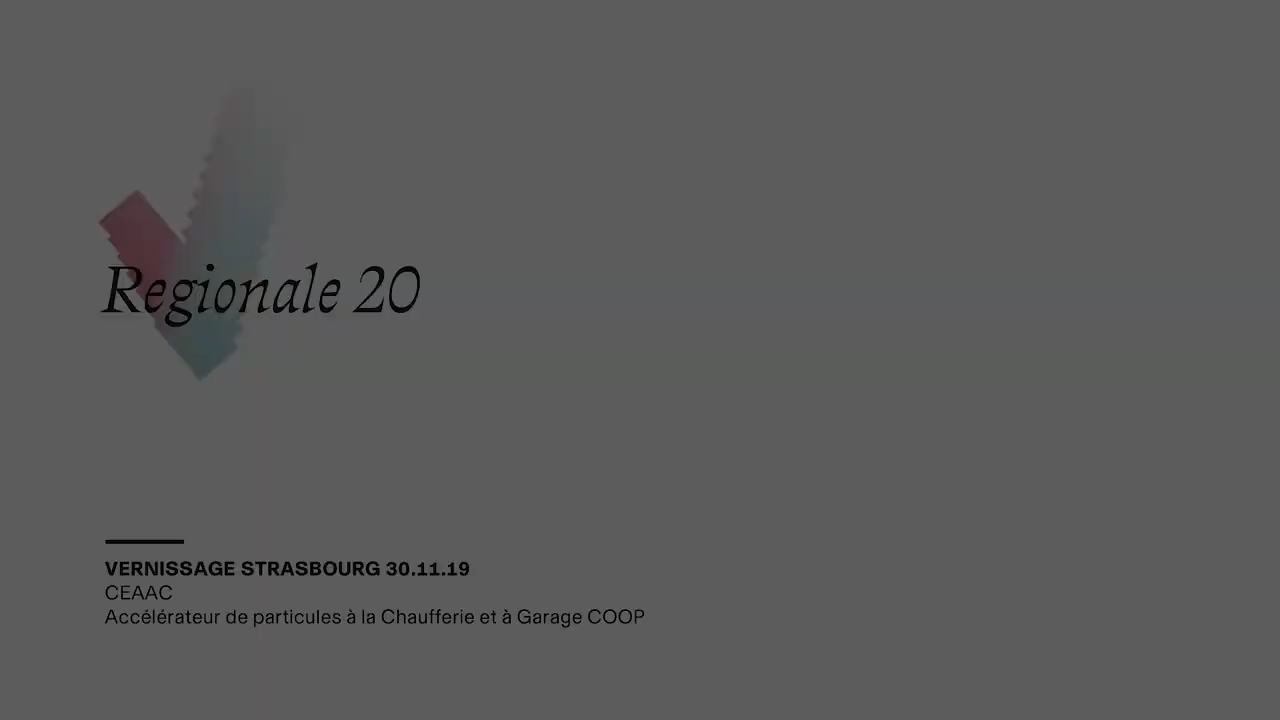 Regionale 20
VERNISSAGE STRASBOURG 30.11.19
CEAAC
Accélérateur de particules à la Chaufferie et à Garage COOP